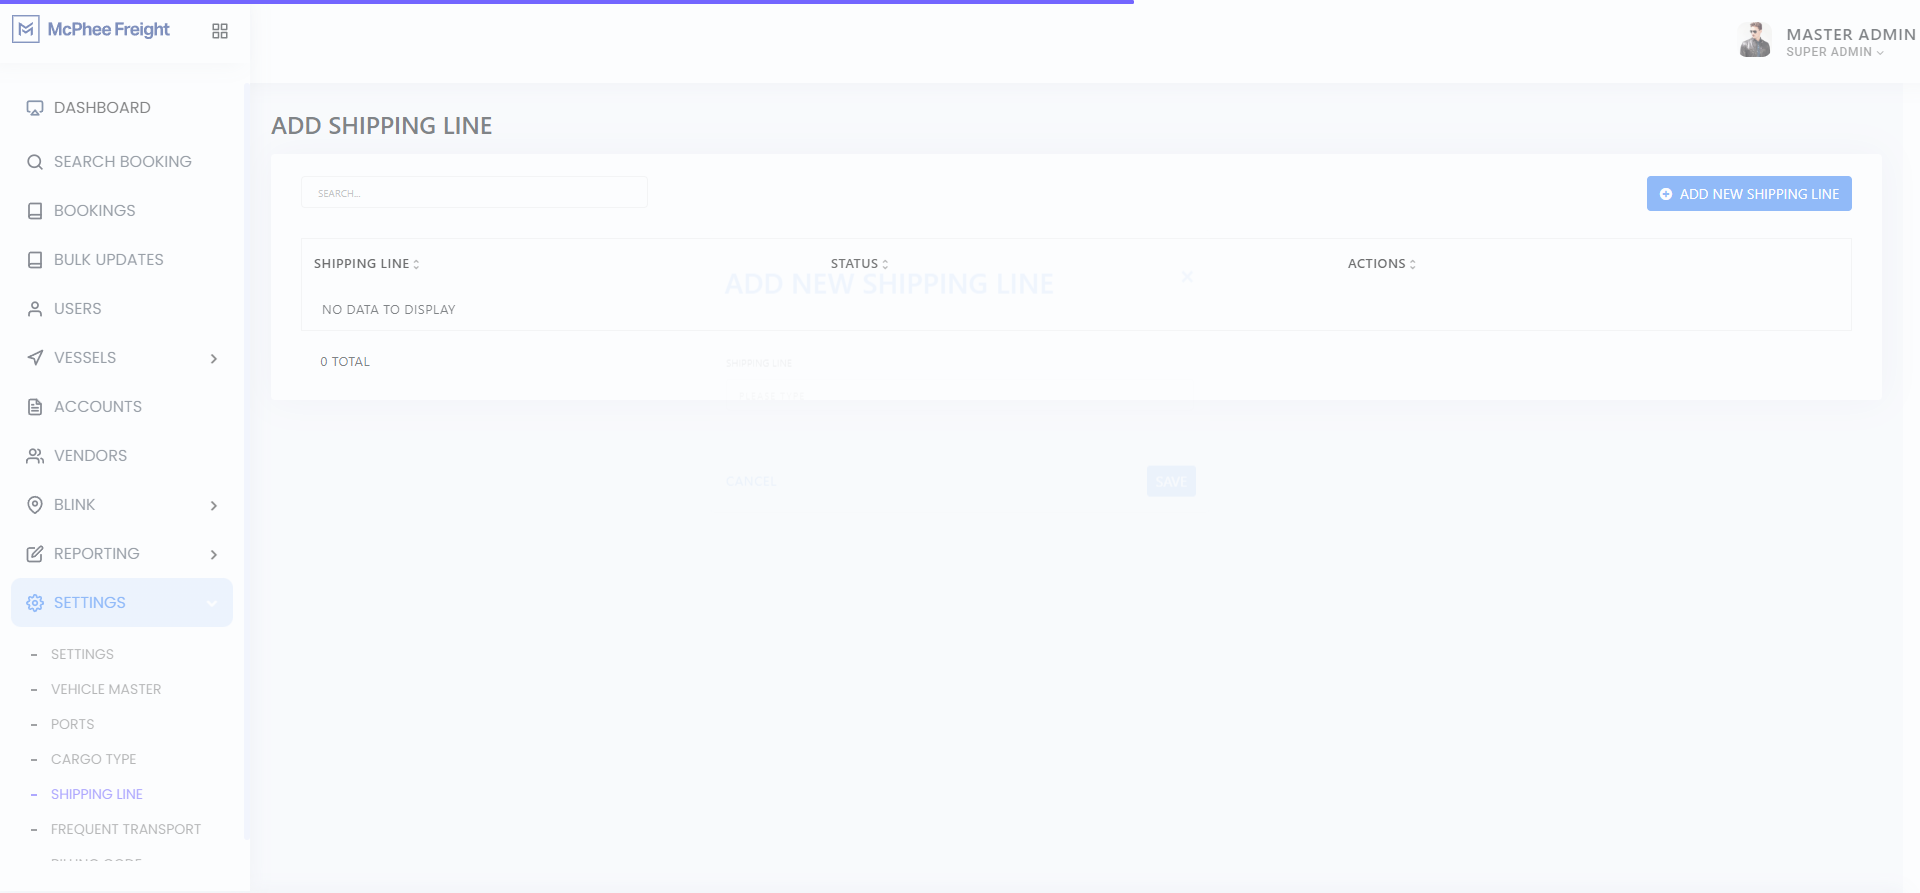 McPhee Freight
MASTER ADMIN
SUPER ADMIN
DASHBOARD
SEARCH BOOKING
BOOKINGS
BULK UPDATES
USERS
VESSELS
ACCOUNTS
VENDORS
BLINK
REPORTING
SETTINGS
SETTINGS
VEHICLE MASTER
PORTS
CARGO TYPE
SHIPPING LINE
FREQUENT TRANSPORT
ADD SHIPPING LINE
SEARCH...
ADD NEW SHIPPING LINE
SHIPPING LINE STATUS ACTIONS
ADD NEW SHIPPING LINE
NO DATA TO DISPLAY
0 TOTAL
SHIPPING LINE
CANCEL SAVE